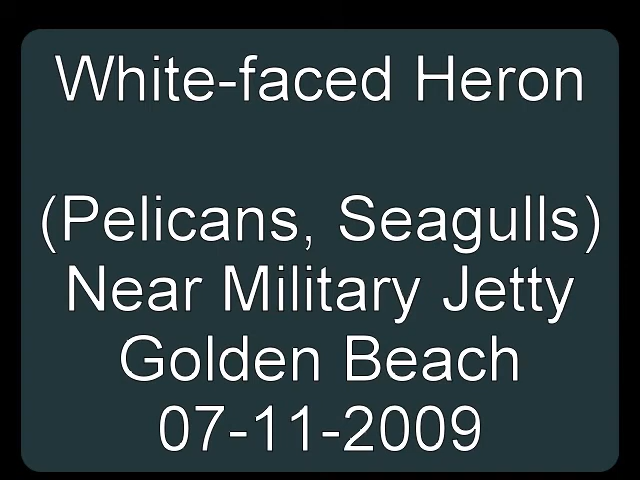 White-faced Heron
(Pelicans, Seagulls)
Near Military Jetty
Golden Beach
07-11-2009